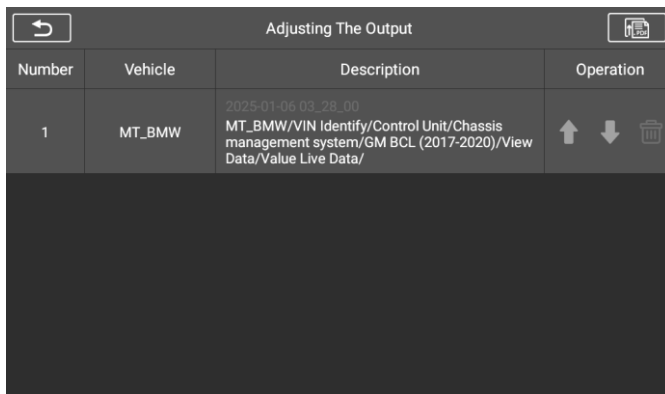 Adjusting The Output
PDF
Number Vehicle Description Operation
2025-01-06 03_28_00
1 MT_BMW MT_BMW/VIN Identify/Control Unit/Chassis
management system/GM BCL (2017-2020)/View
Data/Value Live Data/